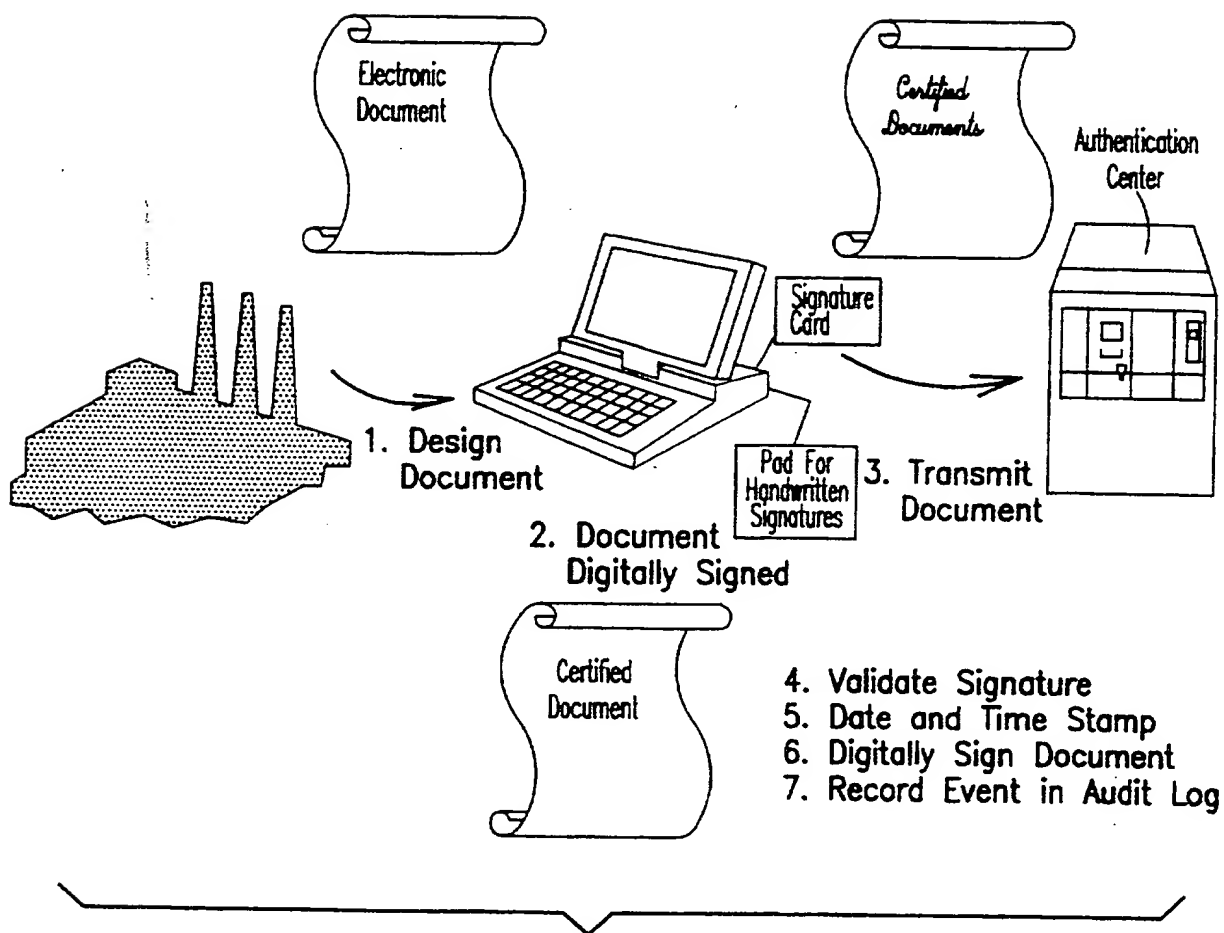 Electronic
Document
Certified
Documents
Authentication
Center
Signature
Card
1. Design
Document
Pad For
Handwritten
Signatures
3. Transmit
Document
2. Document
Digitally Signed
Certified
Document
4. Validate Signature
5. Date and Time Stamp
6. Digitally Sign Document
7. Record Event in Audit Log